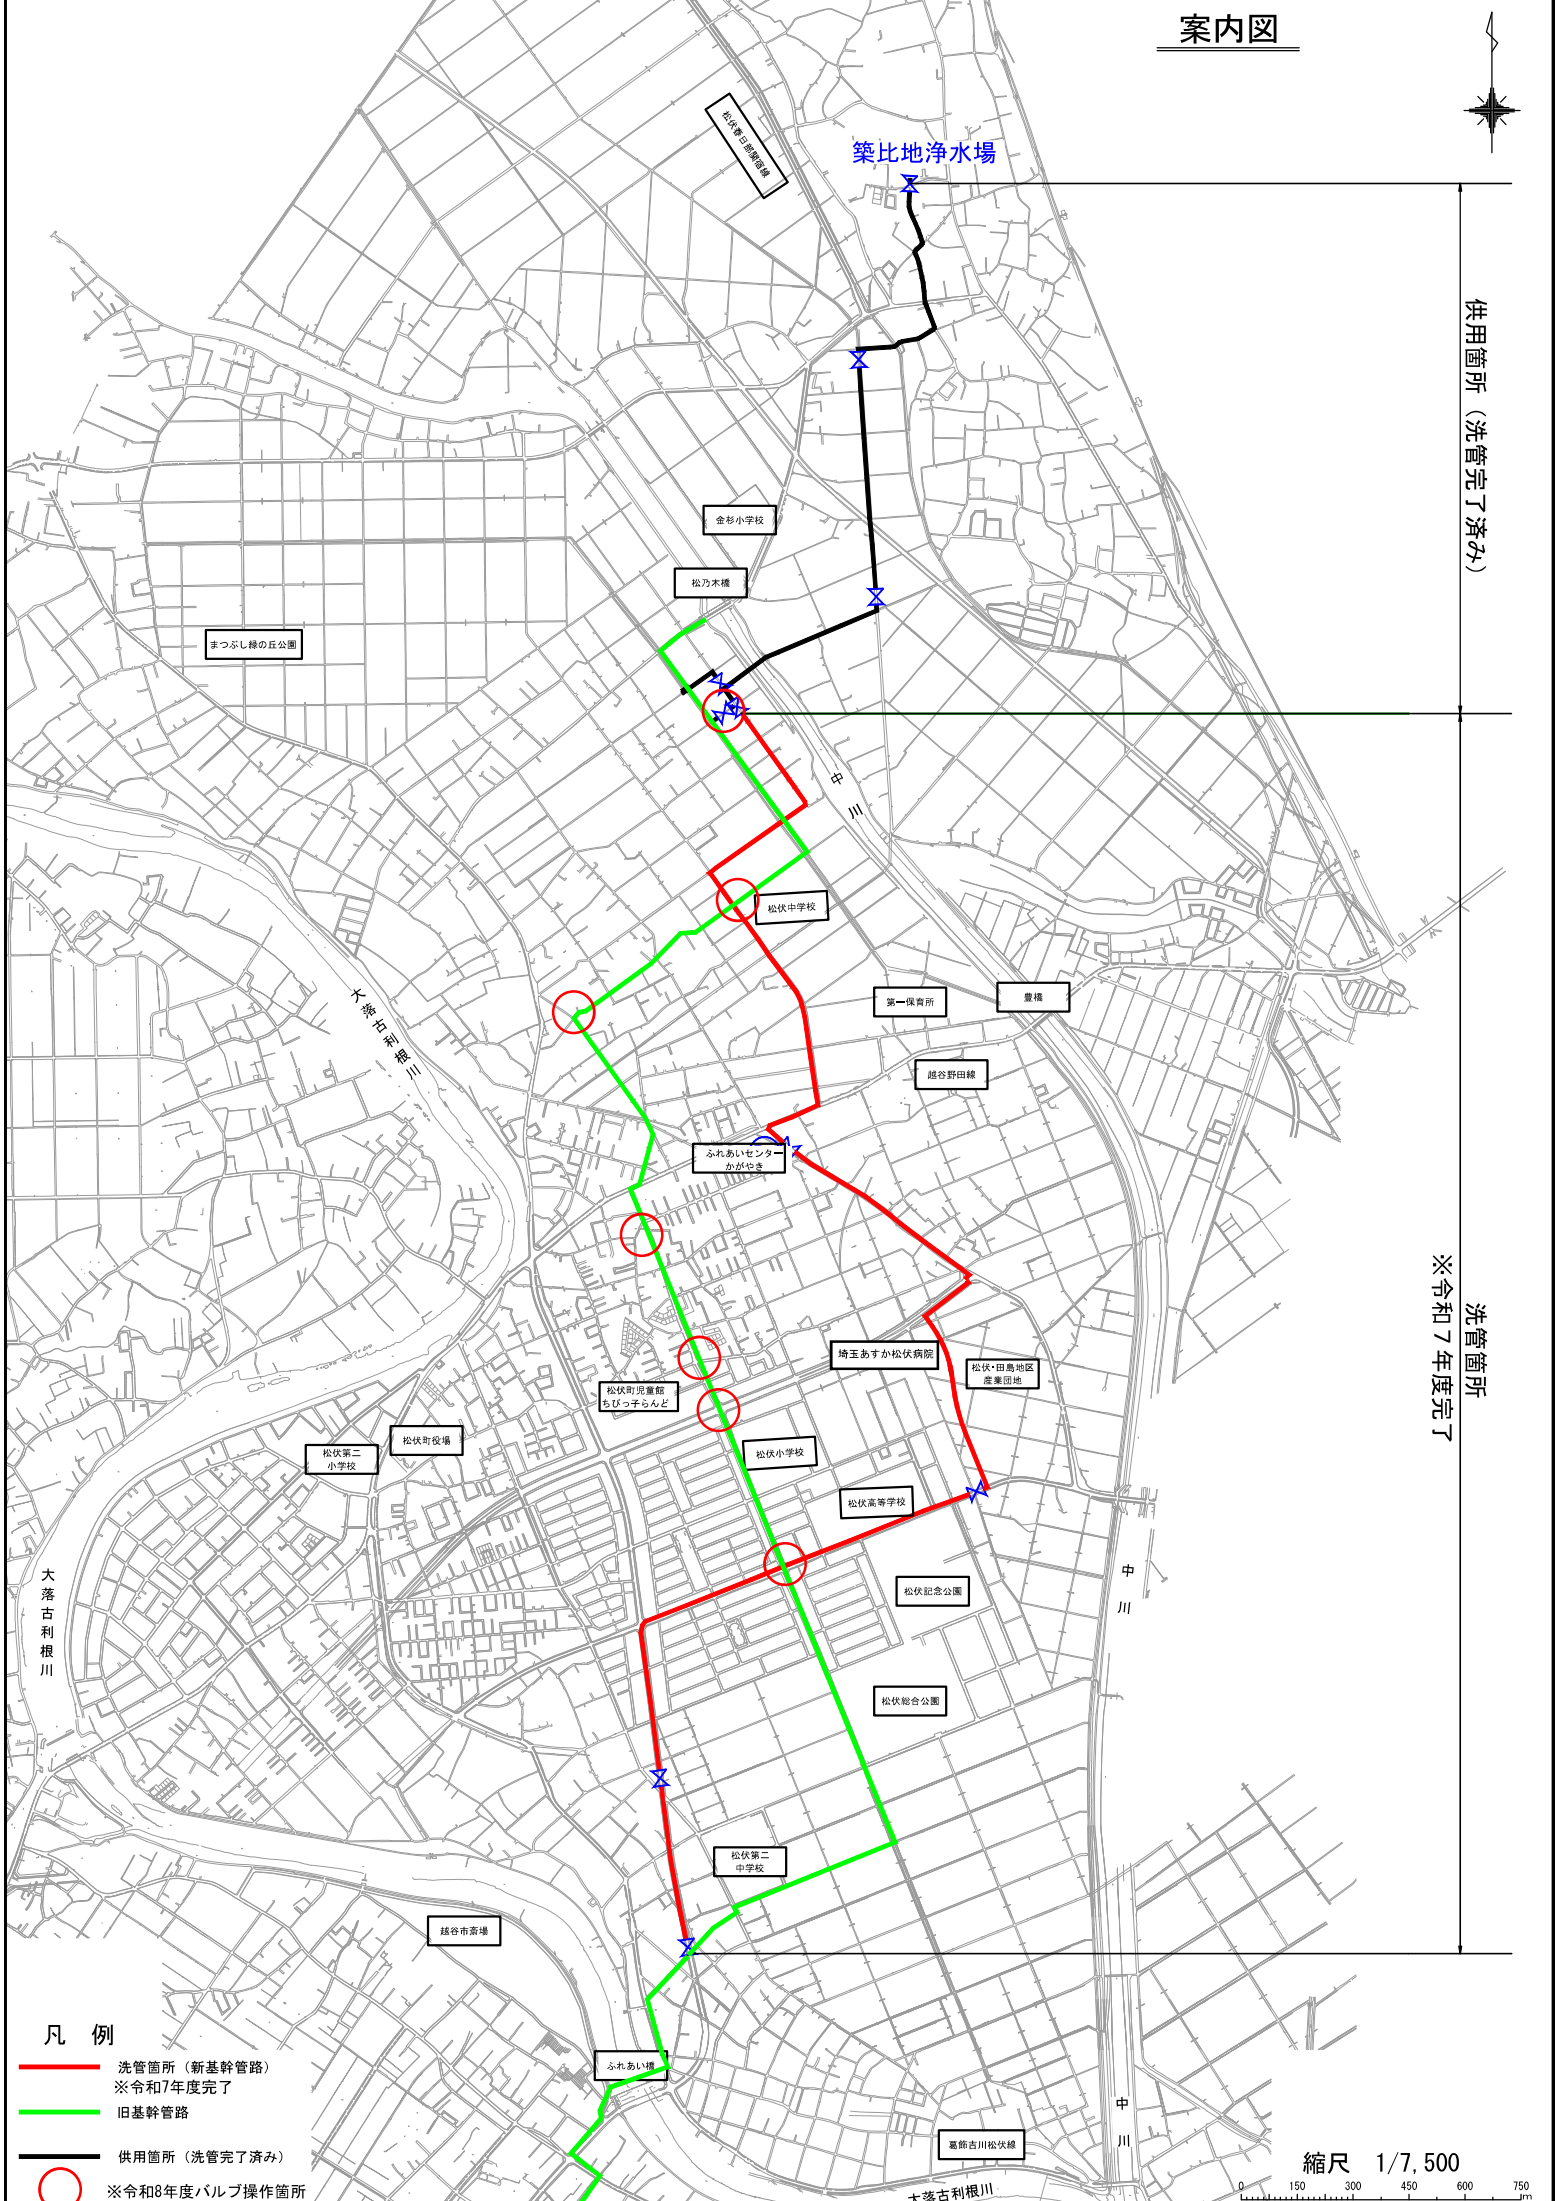 案内図
松伏春日部関宿線
築比地浄水場
供用箇所（洗管完了済み）
金杉小学校
松乃木橋
まつぶし緑の丘公園
中川
松伏中学校
大落古利根川
第一保育所
豊橋
越谷野田線
ふれあいセンター
かがやき
洗管箇所
※令和７年度完了
埼玉あすか松伏病院
松伏・田島地区
産業団地
松伏町児童館
ちびっ子らんど
松伏町役場
松伏第二
小学校
松伏小学校
松伏高等学校
大落古利根川
中川
松伏記念公園
松伏総合公園
松伏第二
中学校
越谷市斎場
ふれあい橋
中川
葛飾吉川松伏線
大落古利根川
凡　例
洗管箇所（新基幹管路）
※令和7年度完了
旧基幹管路
供用箇所（洗管完了済み）
※令和8年度バルブ操作箇所
縮尺　1/7,500
0 150 300 450 600 750
m